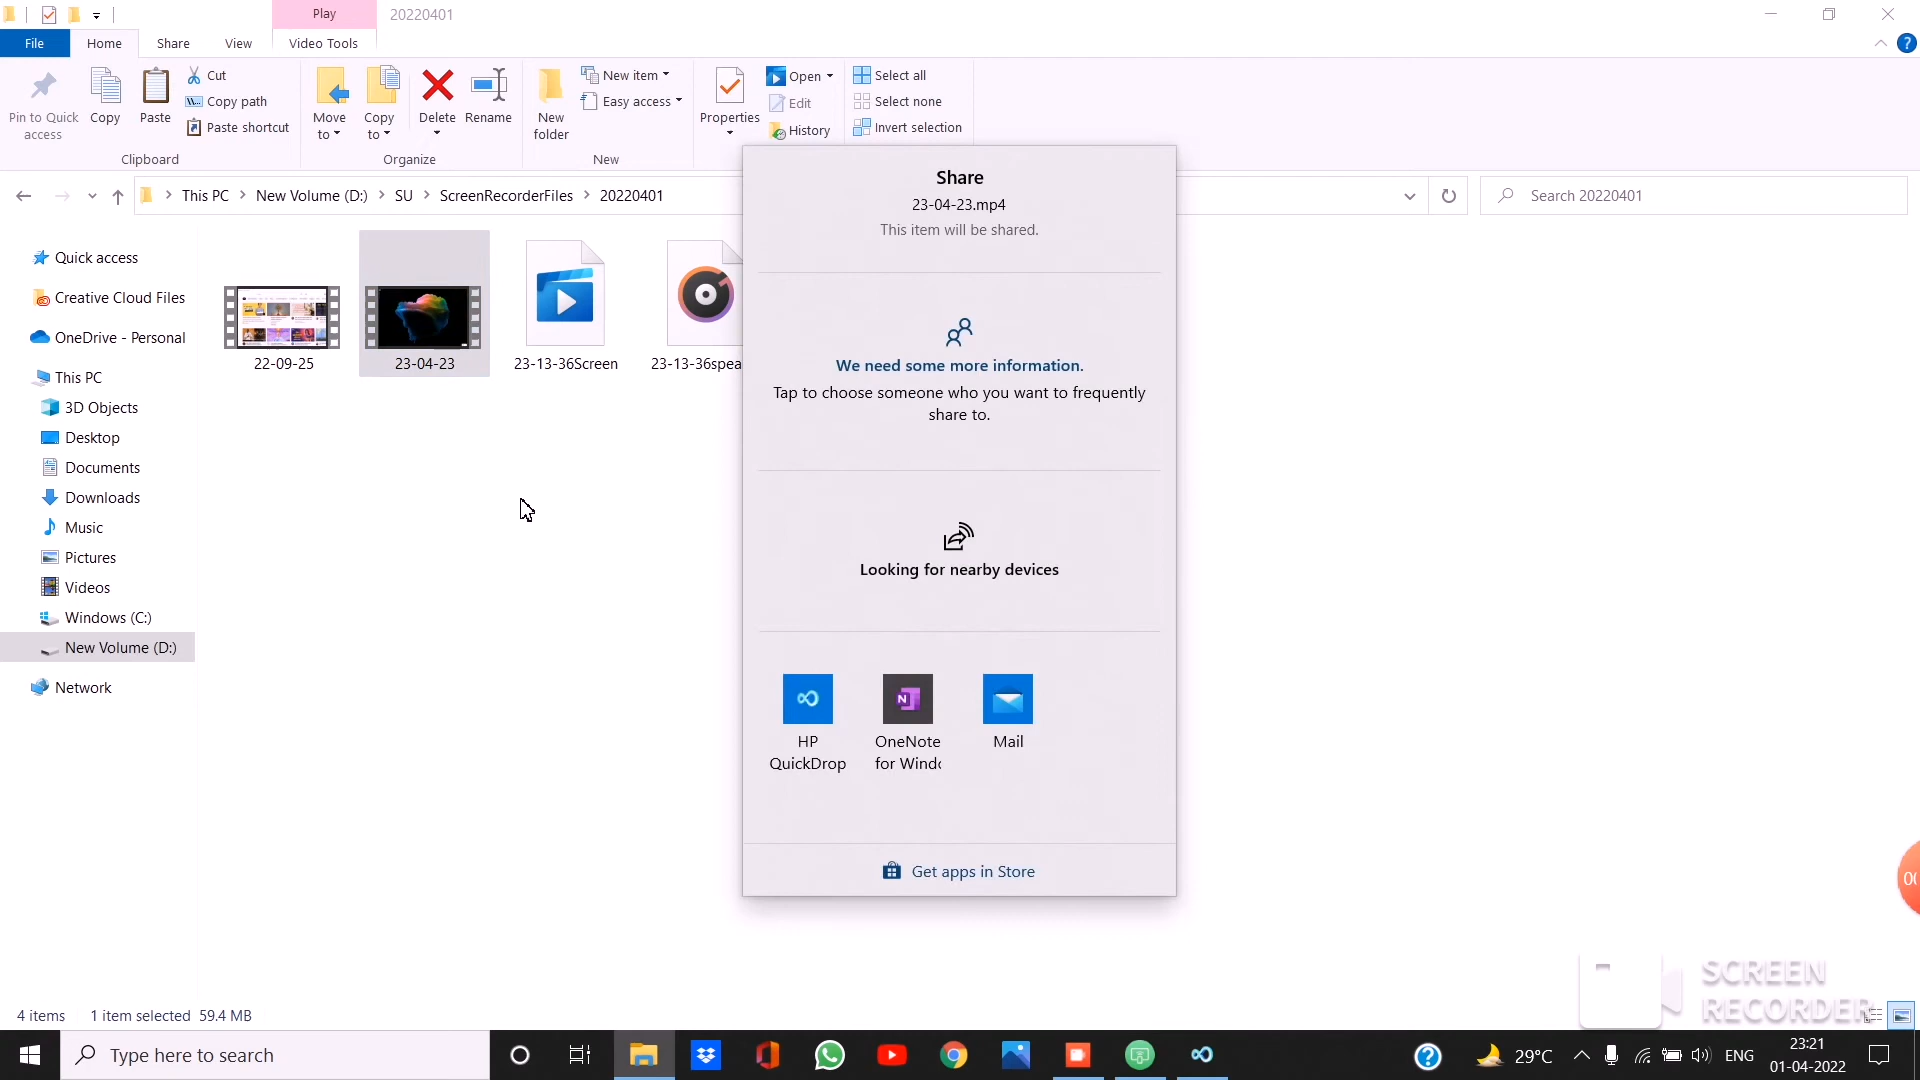 Play
20220401
File
Home
Share
View
Video Tools
Pin to Quick access
Copy
Paste
Cut
Copy path
Paste shortcut
Clipboard
Move to
Copy to
Delete
Rename
Organize
New folder
New item
Easy access
New
Properties
Open
Edit
History
Select all
Select none
Invert selection
This PC
New Volume (D:)
SU
ScreenRecorderFiles
20220401
Search 20220401
Quick access
Creative Cloud Files
OneDrive - Personal
This PC
3D Objects
Desktop
Documents
Downloads
Music
Pictures
Videos
Windows (C:)
New Volume (D:)
Network
22-09-25
23-04-23
23-13-36Screen
23-13-36spea
Share
23-04-23.mp4
This item will be shared.
We need some more information.
Tap to choose someone who you want to frequently
share to.
Looking for nearby devices
HP
QuickDrop
OneNote
for Windo
Mail
Get apps in Store
SCREEN
RECORDER
4 items
1 item selected 59.4 MB
Type here to search
29°C
ENG
23:21
01-04-2022